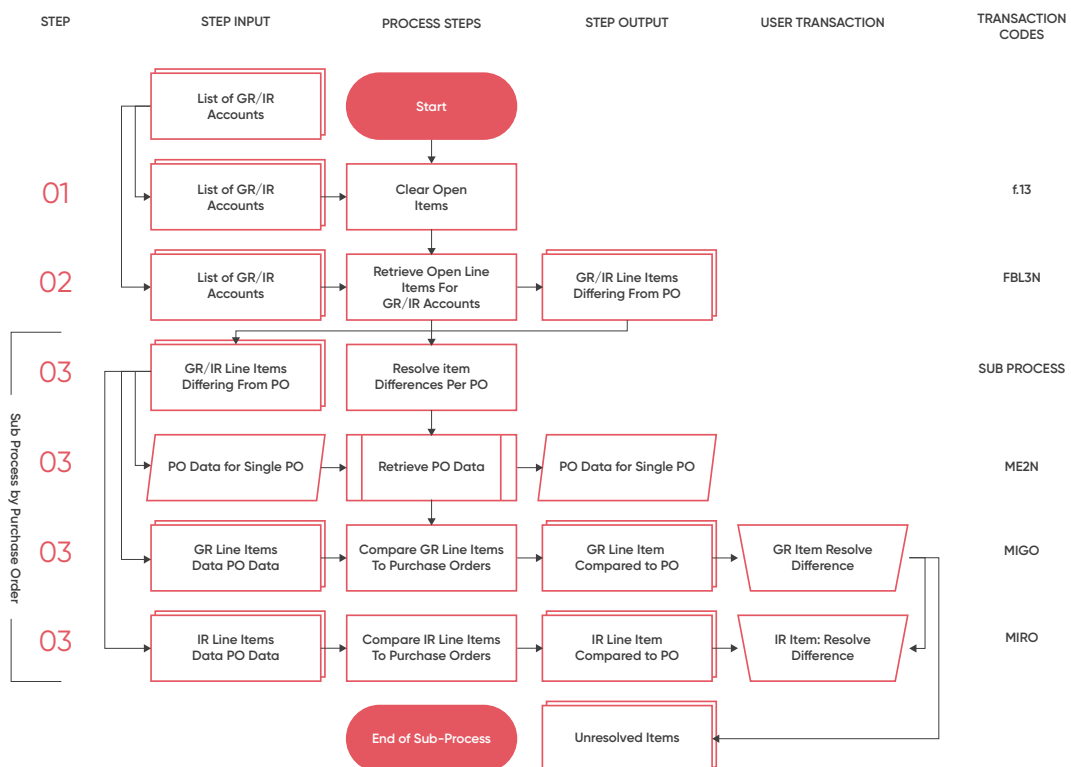 STEP
STEP INPUT
PROCESS STEPS
STEP OUTPUT
USER TRANSACTION
TRANSACTION
CODES
List of GR/IR
Accounts
Start
01
List of GR/IR
Accounts
Clear Open
Items
f.13
02
List of GR/IR
Accounts
Retrieve Open Line
Items For
GR/IR Accounts
GR/IR Line Items
Differing From PO
FBL3N
Sub Process by Purchase Order
03
GR/IR Line Items
Differing From PO
Resolve item
Differences Per PO
SUB PROCESS
03
PO Data for Single PO
Retrieve PO Data
PO Data for Single PO
ME2N
03
GR Line Items
Data PO Data
Compare GR Line Items
To Purchase Orders
GR Line Item
Compared to PO
GR Item Resolve
Difference
MIGO
03
IR Line Items
Data PO Data
Compare IR Line Items
To Purchase Orders
IR Line Item
Compared to PO
IR Item: Resolve
Difference
MIRO
End of Sub-Process
Unresolved Items